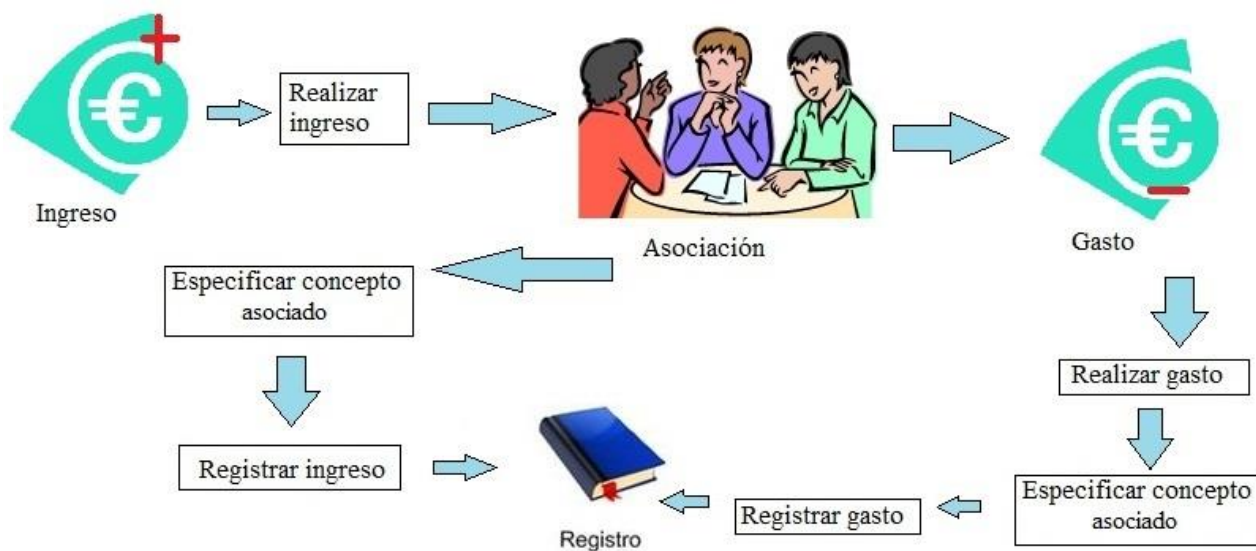 Realizar
ingreso
Ingreso
Asociación
Gasto
Especificar concepto
asociado
Realizar gasto
Registrar ingreso
Especificar concepto
asociado
Registrar gasto
Registro